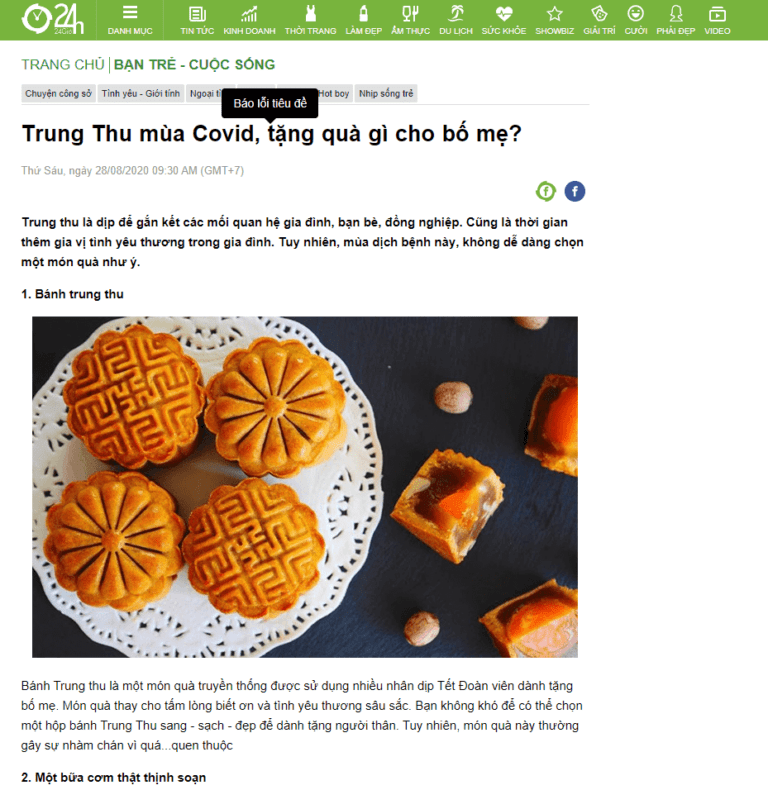 24h
DANH MỤC
TIN TỨC
KINH DOANH
THỜI TRANG
LÀM ĐẸP
ẨM THỰC
DU LỊCH
SỨC KHỎE
SHOWBIZ
GIẢI TRÍ
CƯỜI
PHÁI ĐẸP
VIDEO
TRANG CHỦ | BẠN TRẺ - CUỘC SỐNG
Chuyện công sở
Tình yêu - Giới tính
Ngoại tì
Hot boy
Nhịp sống trẻ
Báo lỗi tiêu đề
Trung Thu mùa Covid, tặng quà gì cho bố mẹ?
Thứ Sáu, ngày 28/08/2020 09:30 AM (GMT+7)
Trung thu là dịp để gắn kết các mối quan hệ gia đình, bạn bè, đồng nghiệp. Cũng là thời gian
thêm gia vị tình yêu thương trong gia đình. Tuy nhiên, mùa dịch bệnh này, không dễ dàng chọn
một món quà như ý.
1. Bánh trung thu
Bánh Trung thu là một món quà truyền thống được sử dụng nhiều nhân dịp Tết Đoàn viên dành tặng
bố mẹ. Món quà thay cho tấm lòng biết ơn và tình yêu thương sâu sắc. Bạn không khó để có thể chọn
một hộp bánh Trung Thu sang - sạch - đẹp để dành tặng người thân. Tuy nhiên, món quà này thường
gây sự nhàm chán vì quá...quen thuộc
2. Một bữa cơm thật thịnh soạn